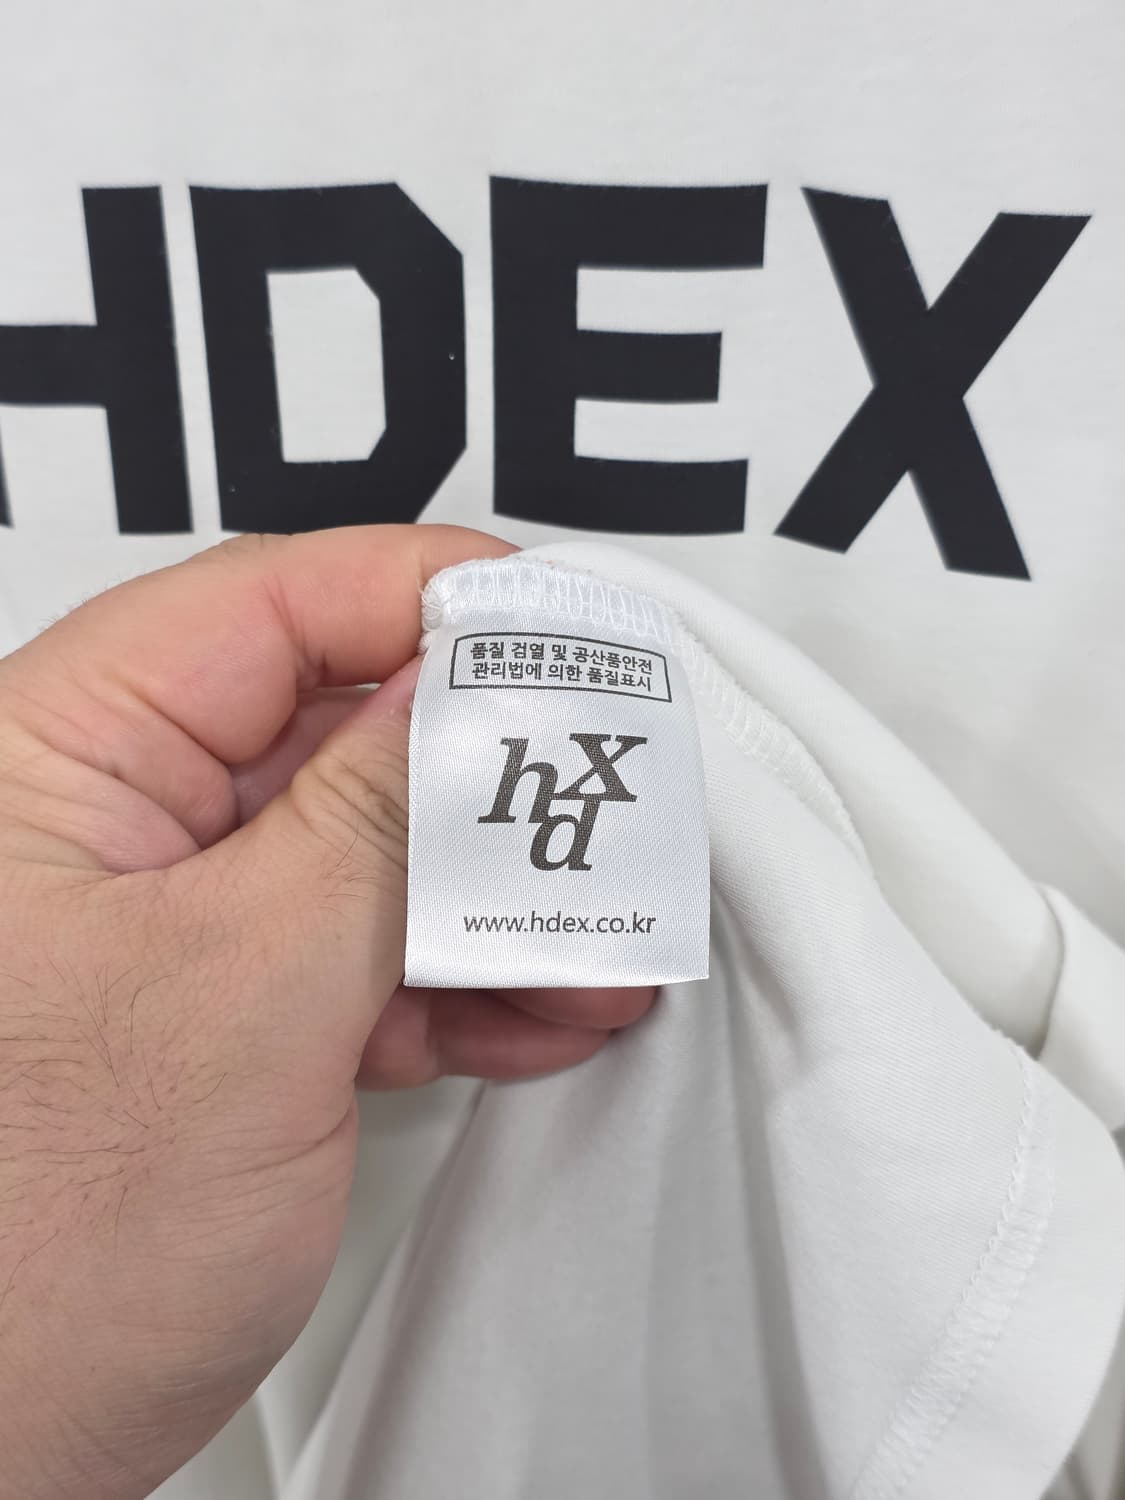 HDEX
품질 검열 및 공산품안전
관리법에 의한 품질표시
hxd
www.hdex.co.kr